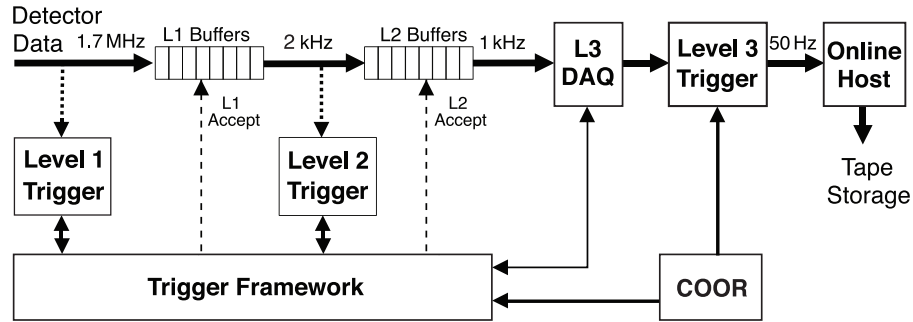 Detector
Data
1.7 MHz
L1 Buffers
2 kHz
L2 Buffers
1 kHz
L3
DAQ
Level 3
Trigger
50 Hz
Online
Host
L1
Accept
L2
Accept
Level 1
Trigger
Level 2
Trigger
Tape
Storage
Trigger Framework
COOR